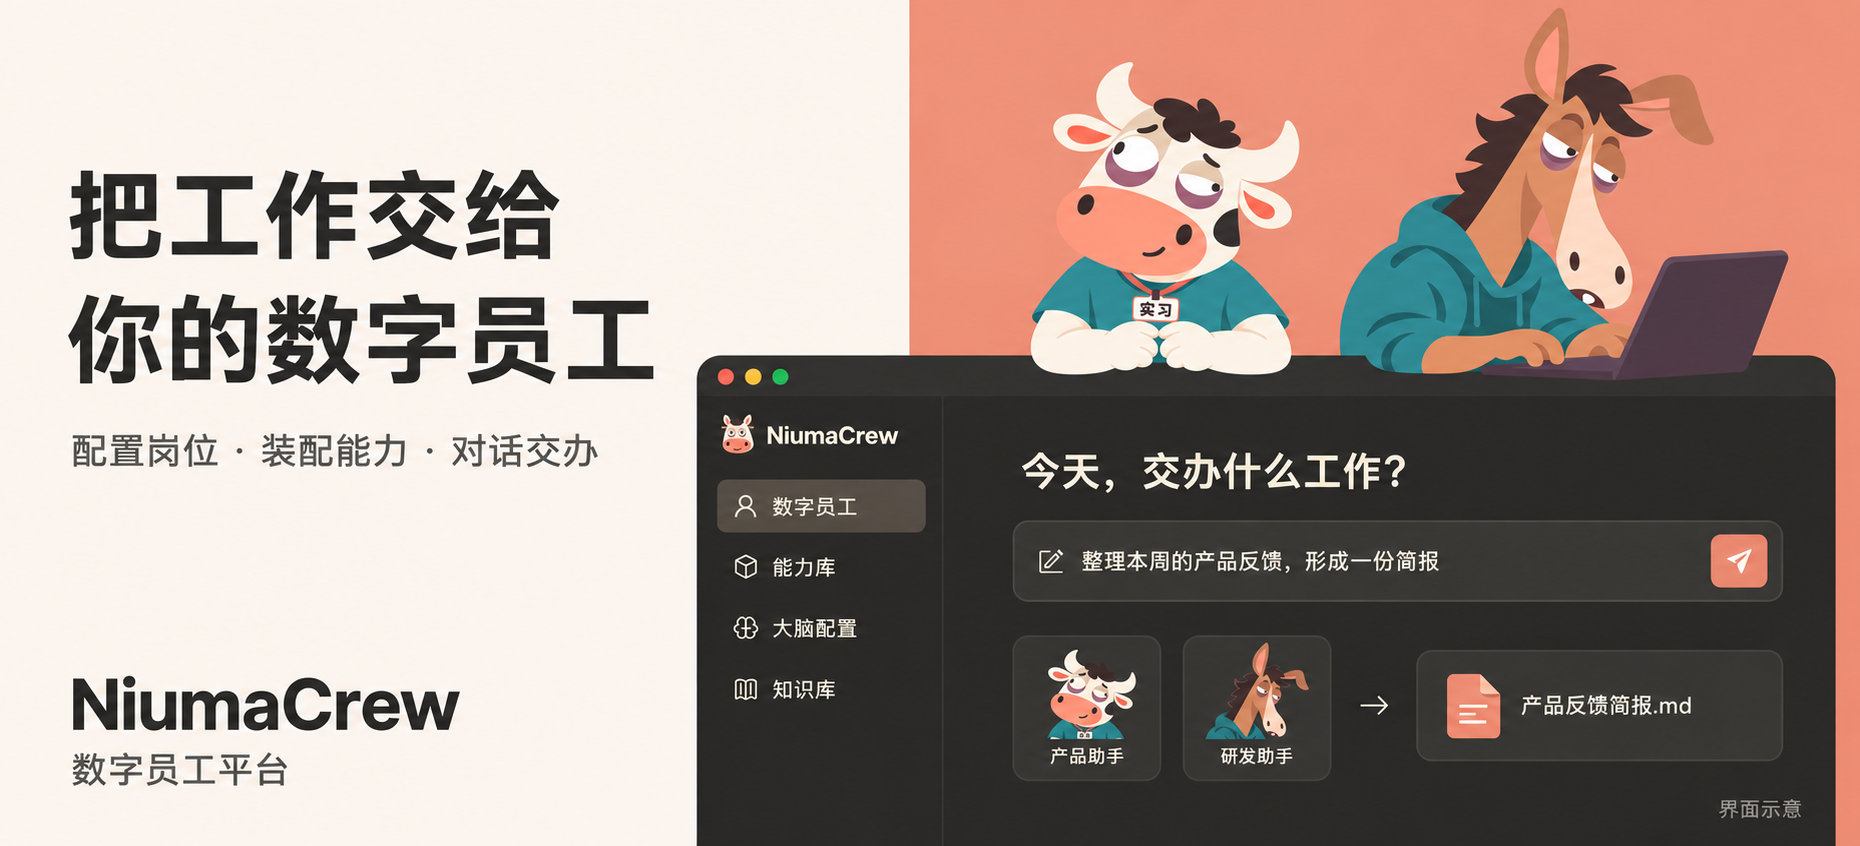 把工作交给
你的数字员工
配置岗位 · 装配能力 · 对话交办
NiumaCrew
数字员工平台
实习
NiumaCrew
数字员工
能力库
大脑配置
知识库
今天，交办什么工作？
整理本周的产品反馈，形成一份简报
产品助手
研发助手
产品反馈简报.md
界面示意